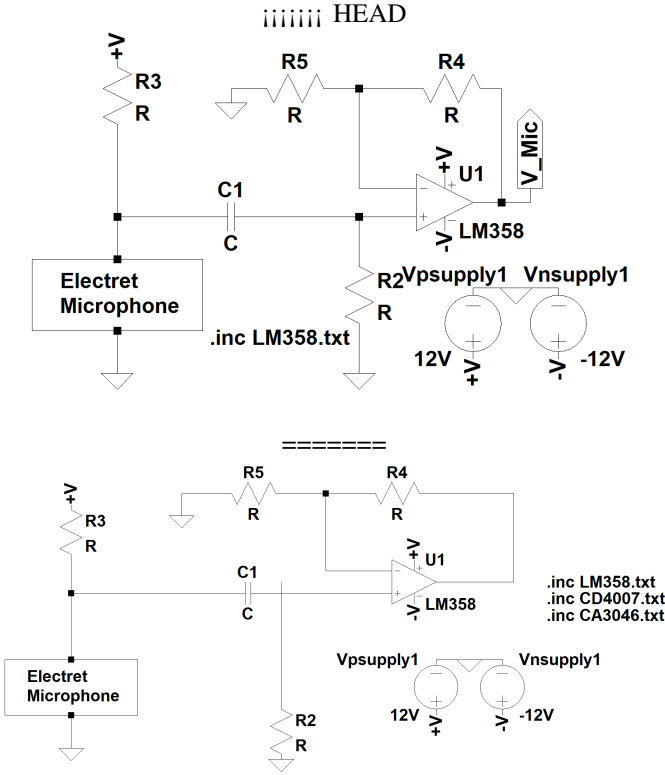 ¡¡¡¡¡¡¡ HEAD
+V
R3
R
R5
R
R4
R
V_Mic
+V
U1
C1
C
LM358
-V
Electret
Microphone
R2
R
Vpsupply1 Vnsupply1
12V
-12V
+V
-V
.inc LM358.txt
=======
+V
R3
R
R5
R
R4
R
+V
U1
C1
C
LM358
-V
.inc LM358.txt
.inc CD4007.txt
.inc CA3046.txt
Electret
Microphone
R2
R
Vpsupply1
Vnsupply1
12V
-12V
+V
-V